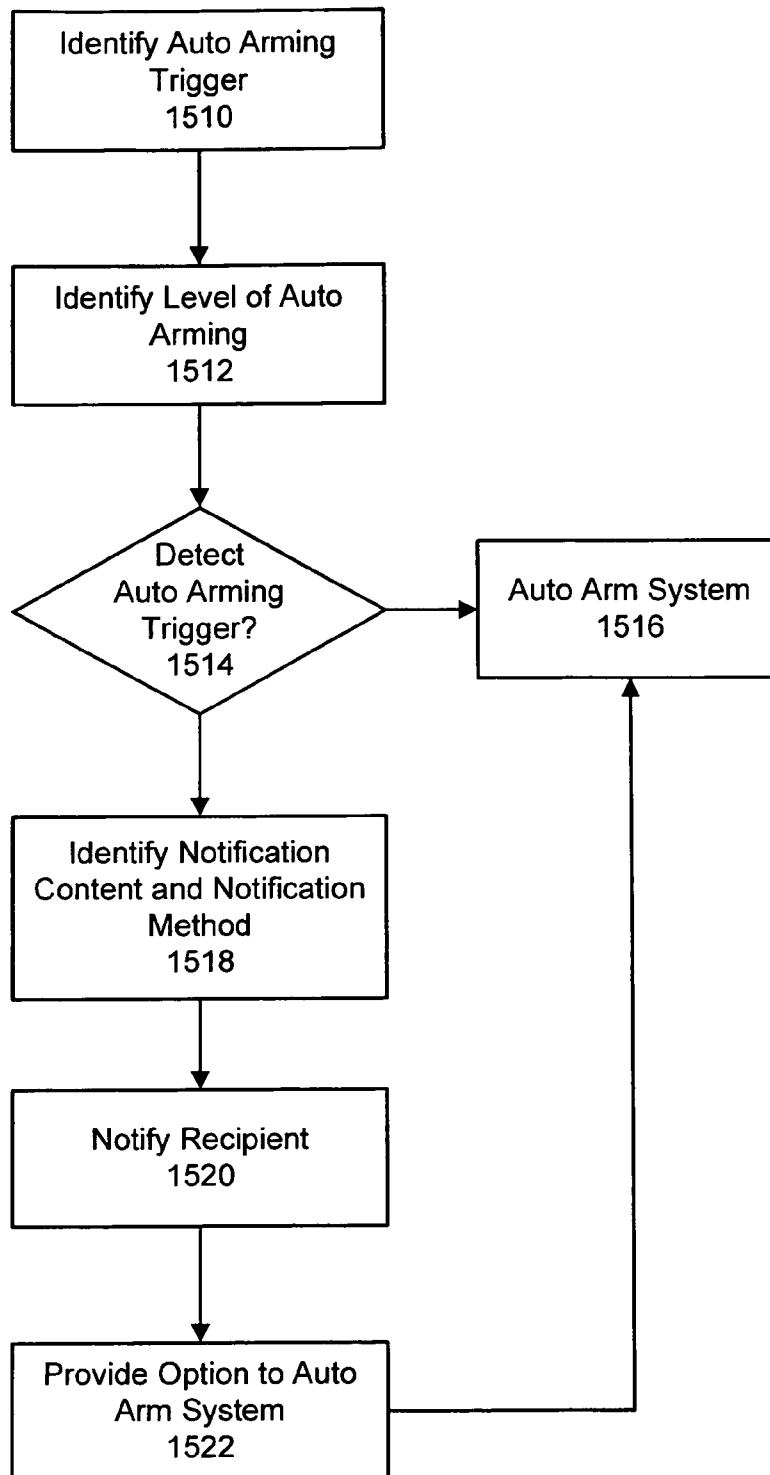 Identify Auto Arming
Trigger
1510
Identify Level of Auto
Arming
1512
Detect
Auto Arming
Trigger?
1514
Auto Arm System
1516
Identify Notification
Content and Notification
Method
1518
Notify Recipient
1520
Provide Option to Auto
Arm System
1522